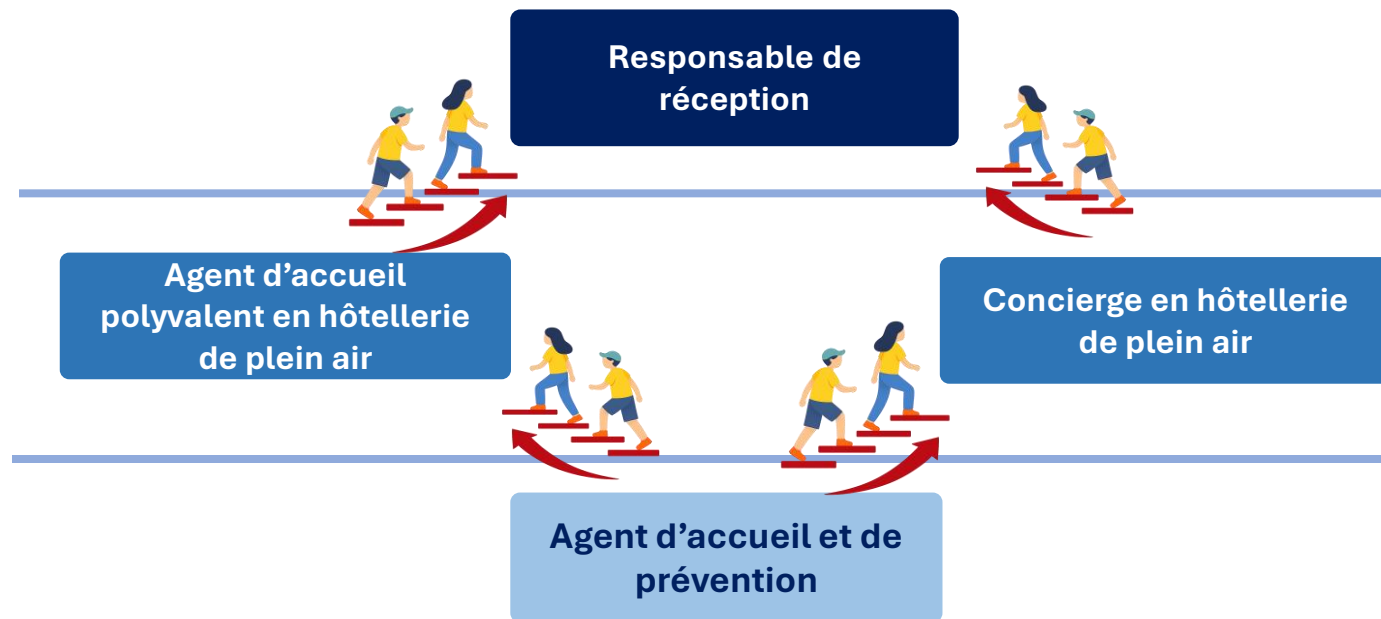 Responsable de
réception
Agent d’accueil
polyvalent en hôtellerie
de plein air
Concierge en hôtellerie
de plein air
Agent d’accueil et de
prévention